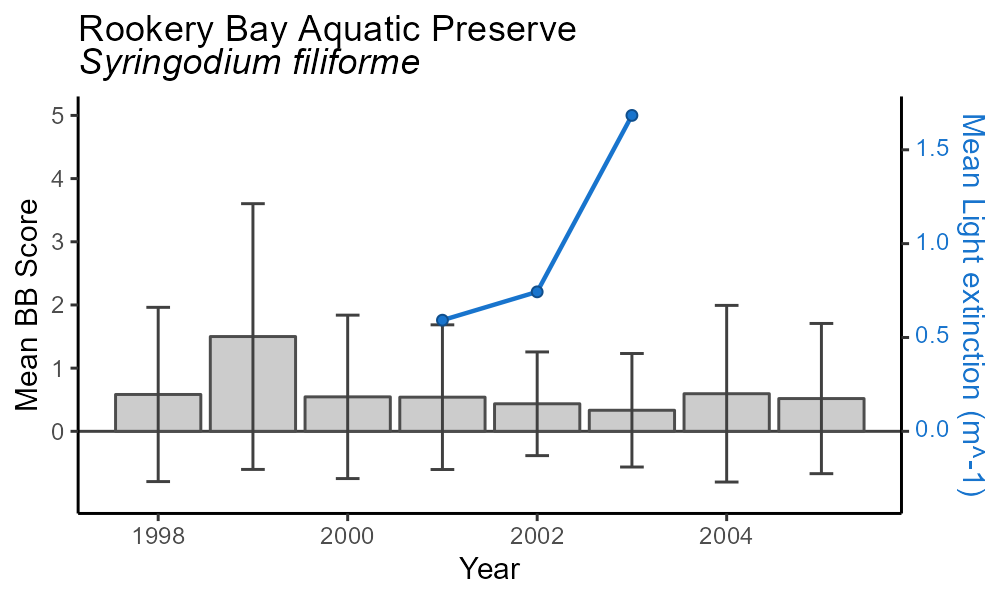 Rookery Bay Aquatic Preserve
Syringodium filiforme
5
4
3
2
1
0
Mean BB Score
1.5
1.0
0.5
0.0
Mean Light extinction (m^-1)
1998
2000
2002
2004
Year